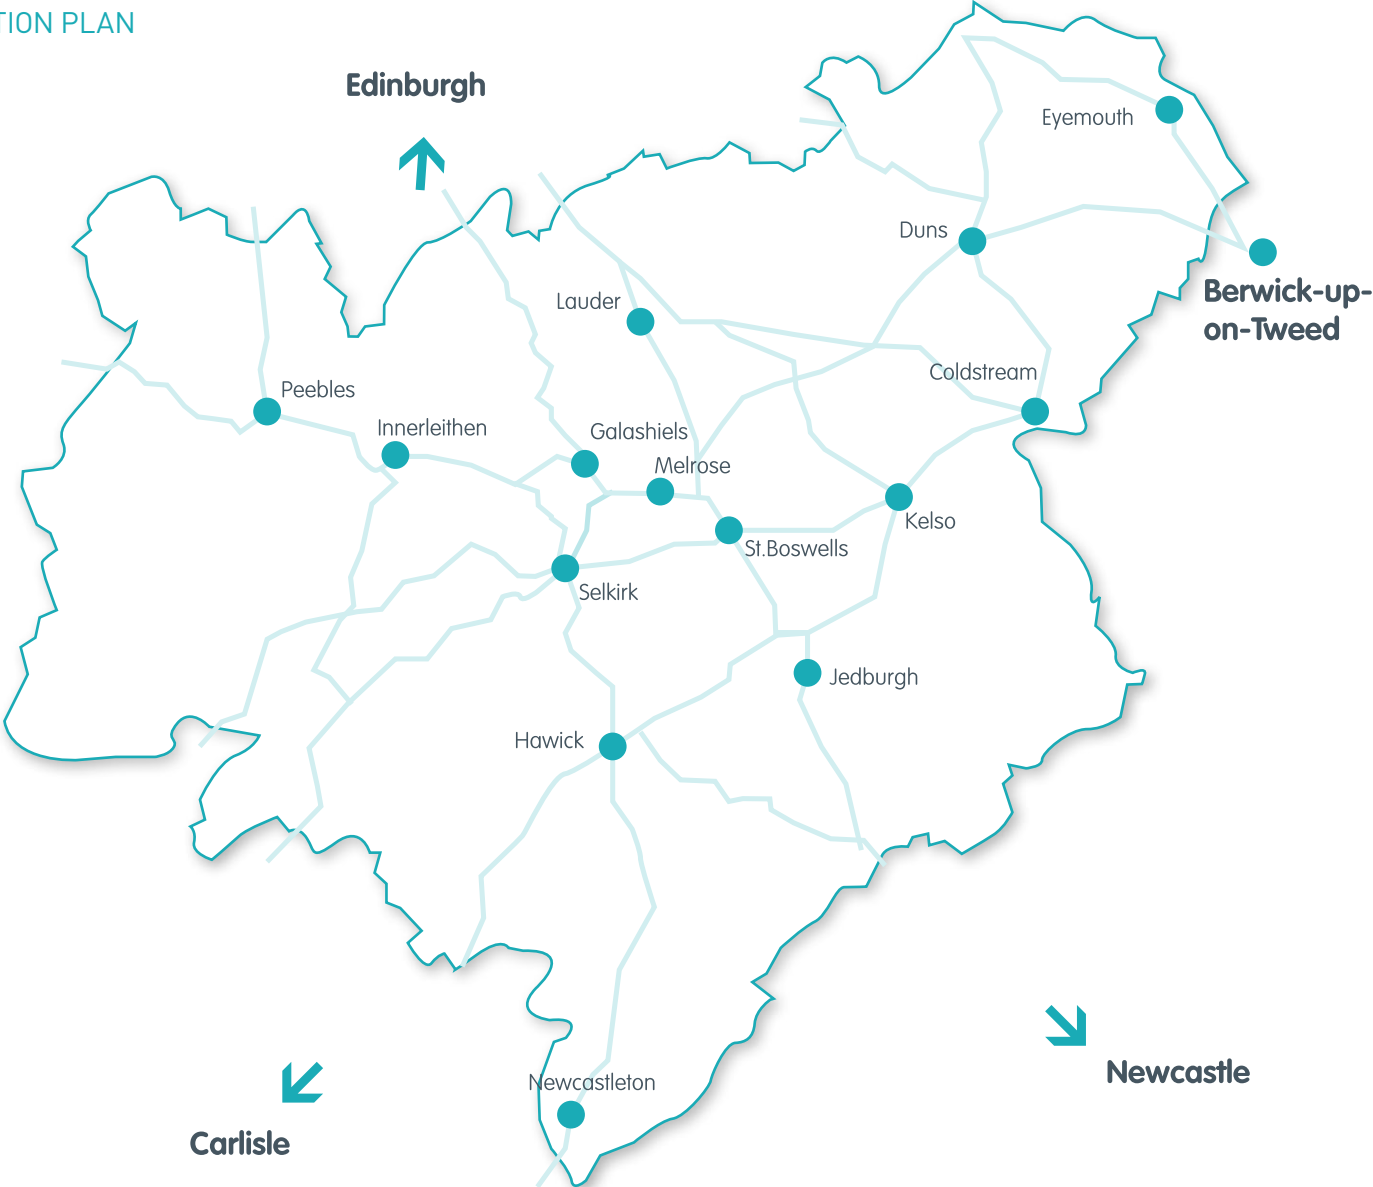 TION PLAN
Edinburgh
Eyemouth
Duns
Berwick-up-
on-Tweed
Lauder
Coldstream
Peebles
Innerleithen
Galashiels
Melrose
Kelso
St.Boswells
Selkirk
Jedburgh
Hawick
Newcastle
Newcastleton
Carlisle